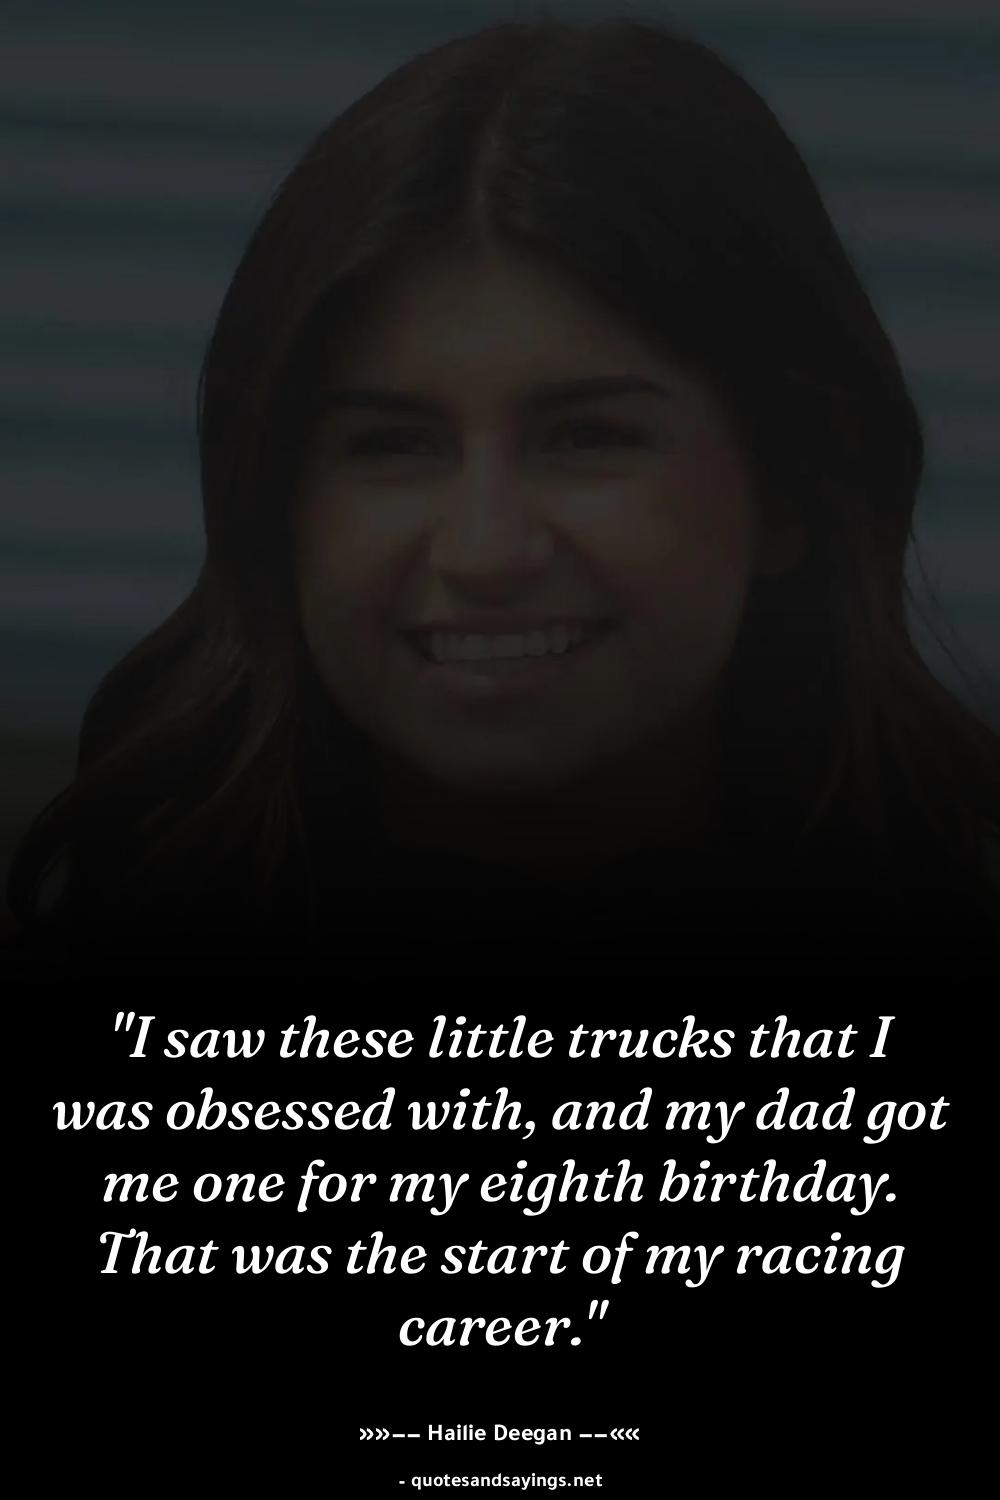 "I saw these little trucks that I
was obsessed with, and my dad got
me one for my eighth birthday.
That was the start of my racing
career."
»»−− Hailie Deegan −−««
- quotesandsayings.net